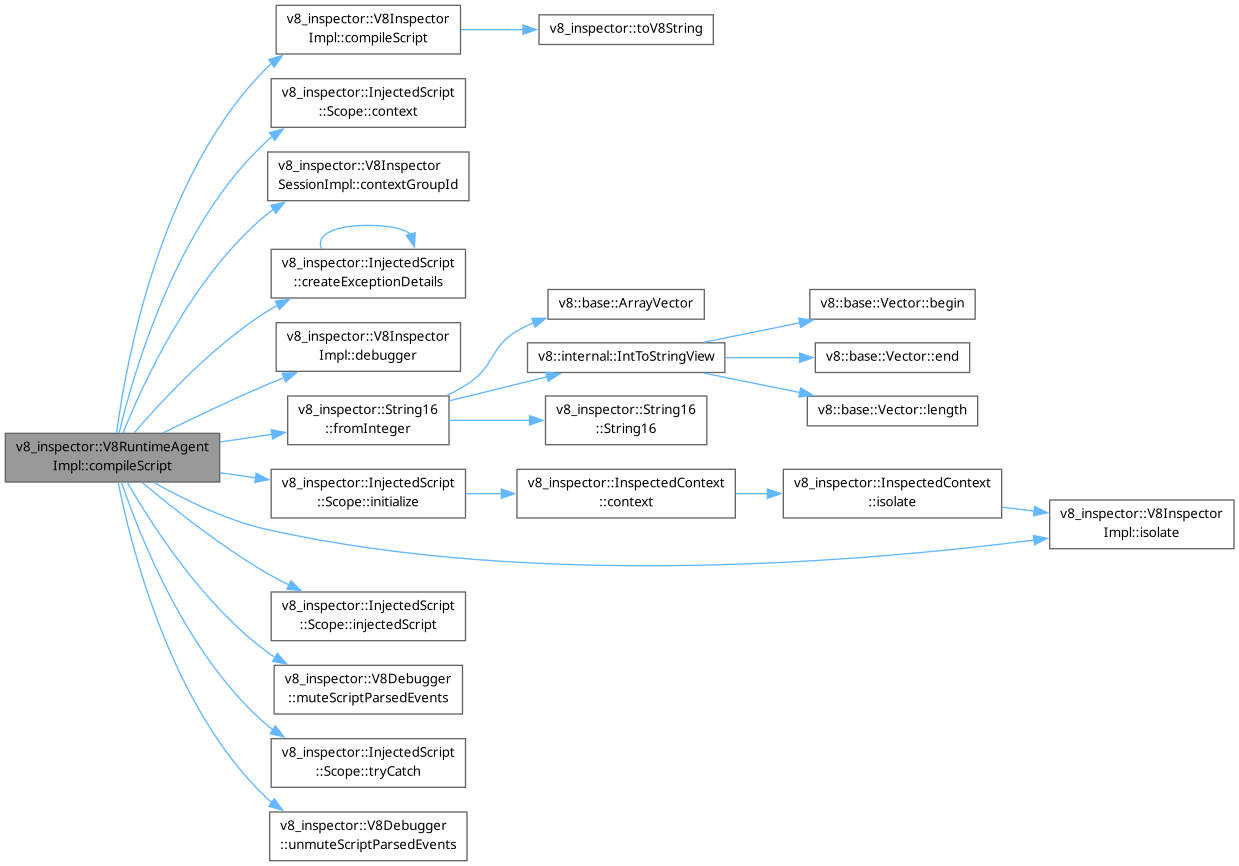 v8_inspector::V8RuntimeAgent
Impl::compileScript
v8_inspector::V8Inspector
Impl::compileScript
v8_inspector::toV8String
v8_inspector::InjectedScript
::Scope::context
v8_inspector::V8Inspector
SessionImpl::contextGroupId
v8_inspector::InjectedScript
::createExceptionDetails
v8_inspector::V8Inspector
Impl::debugger
v8_inspector::String16
::fromInteger
v8::base::ArrayVector
v8::internal::IntToStringView
v8::base::Vector::begin
v8::base::Vector::end
v8::base::Vector::length
v8_inspector::String16
::String16
v8_inspector::InjectedScript
::Scope::initialize
v8_inspector::InspectedContext
::context
v8_inspector::InspectedContext
::isolate
v8_inspector::V8Inspector
Impl::isolate
v8_inspector::InjectedScript
::Scope::injectedScript
v8_inspector::V8Debugger
::muteScriptParsedEvents
v8_inspector::InjectedScript
::Scope::tryCatch
v8_inspector::V8Debugger
::unmuteScriptParsedEvents